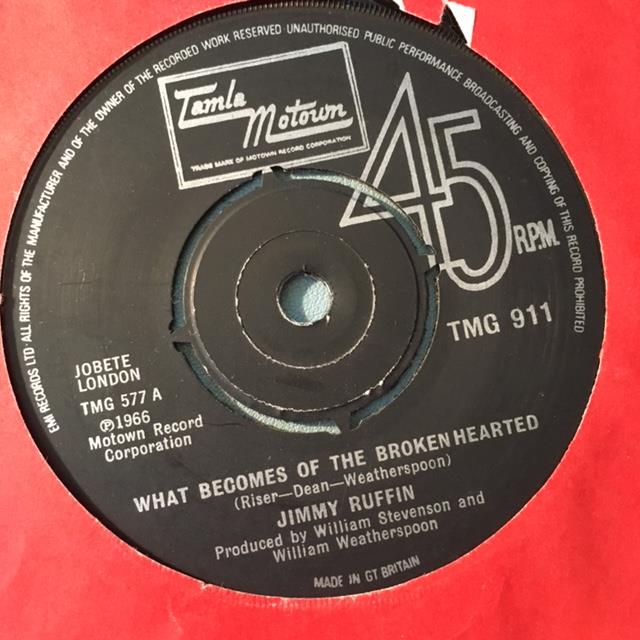 EMI RECORDS LTD · ALL RIGHTS OF THE MANUFACTURER AND OF THE OWNER OF THE RECORDED WORK RESERVED UNAUTHORISED PUBLIC PERFORMANCE BROADCASTING AND COPYING OF THIS RECORD PROHIBITED
Tamla
Motown
TRADE MARK OF MOTOWN RECORD CORPORATION
45
R.P.M.
TMG 911
JOBETE
LONDON
TMG 577 A
℗1966
Motown Record
Corporation
WHAT BECOMES OF THE BROKEN HEARTED
(Riser—Dean—Weatherspoon)
JIMMY RUFFIN
Produced by William Stevenson and
William Weatherspoon
MADE IN GT BRITAIN